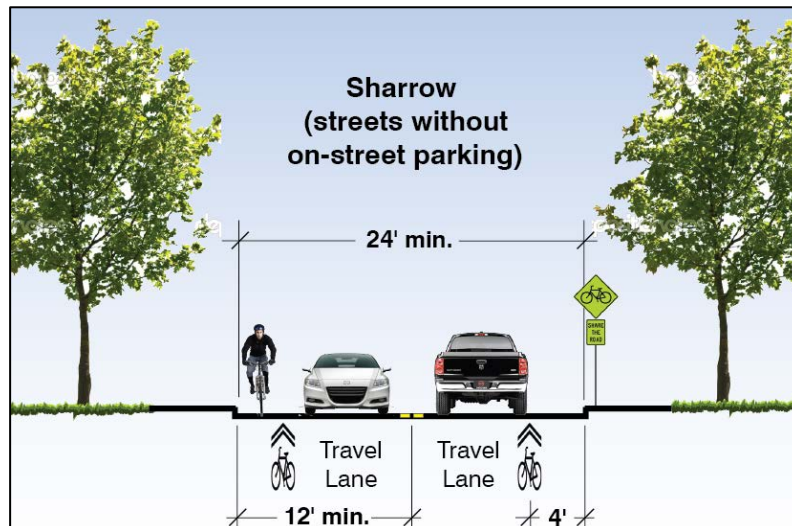 Sharrow
(streets without
on-street parking)
24' min.
SHARE
THE
ROAD
Travel
Lane
Travel
Lane
12' min.
4'